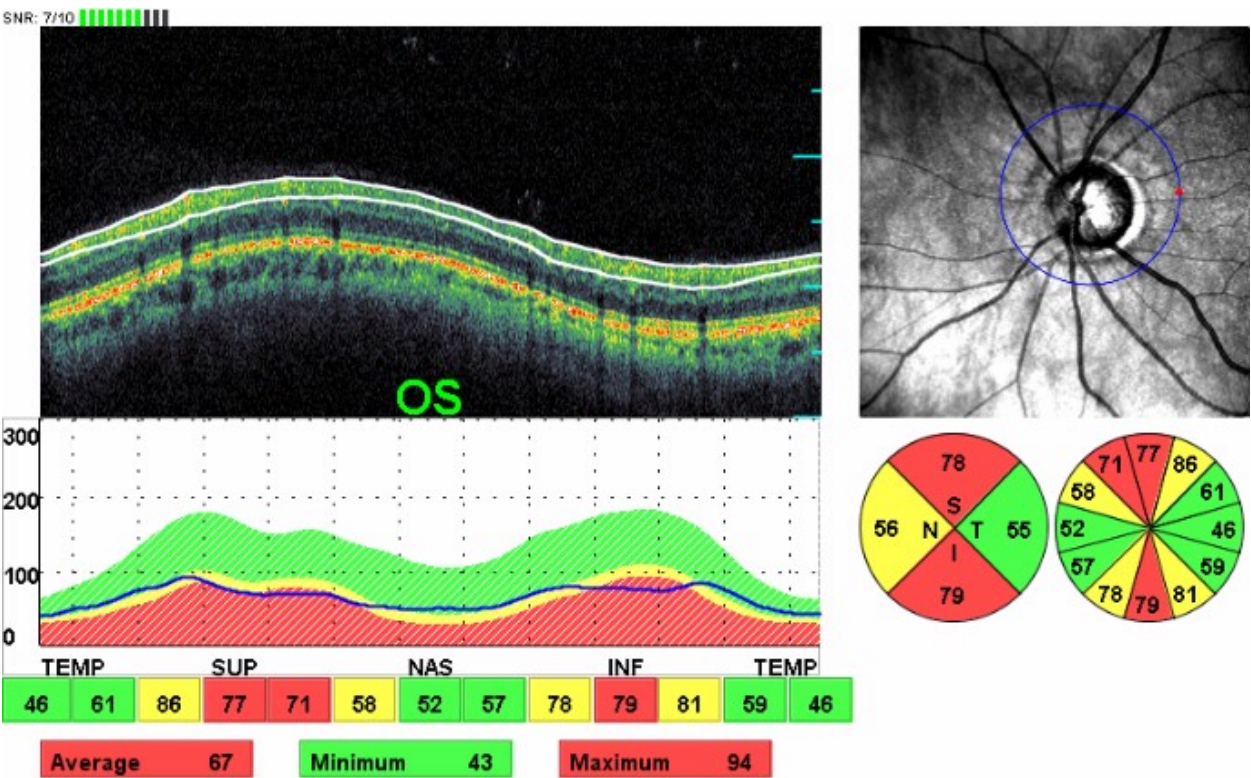 SNR: 7/10
OS
300
200
100
0
TEMP SUP NAS INF TEMP
46 61 86 77 71 58 52 57 78 79 81 59 46
Average 67 Minimum 43 Maximum 94
78
S
56 N T 55
I
79
77
71 86
58 61
52 46
57 59
78 81
79